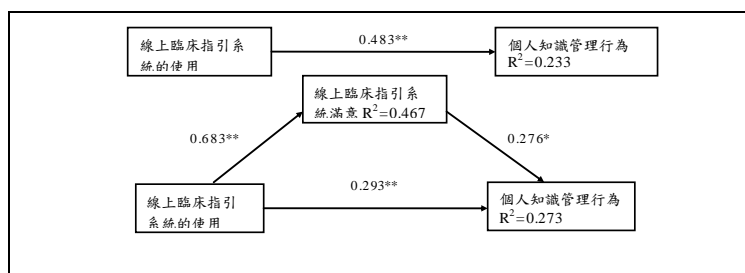 線上臨床指引系
統的使用
0.483**
個人知識管理行為
R²=0.233
線上臨床指引系
統滿意 R²=0.467
0.683**
0.276*
線上臨床指引
系統的使用
0.293**
個人知識管理行為
R²=0.273